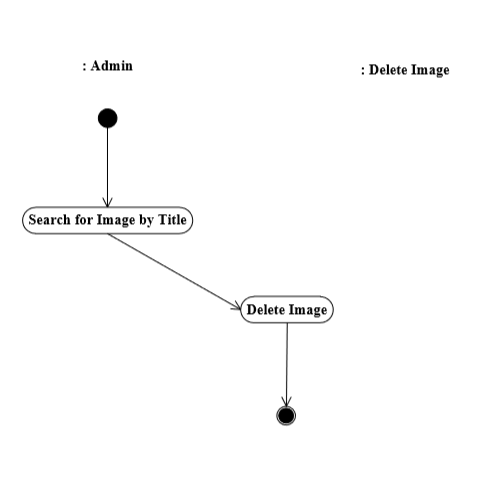 : Admin
: Delete Image
Search for Image by Title
Delete Image